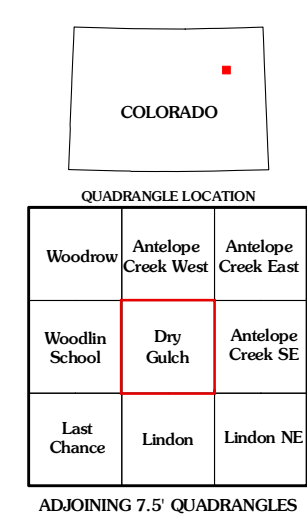 COLORADO
QUADRANGLE LOCATION
Woodrow
Antelope
Creek West
Antelope
Creek East
Woodlin
School
Dry
Gulch
Antelope
Creek SE
Last
Chance
Lindon
Lindon NE
ADJOINING 7.5' QUADRANGLES